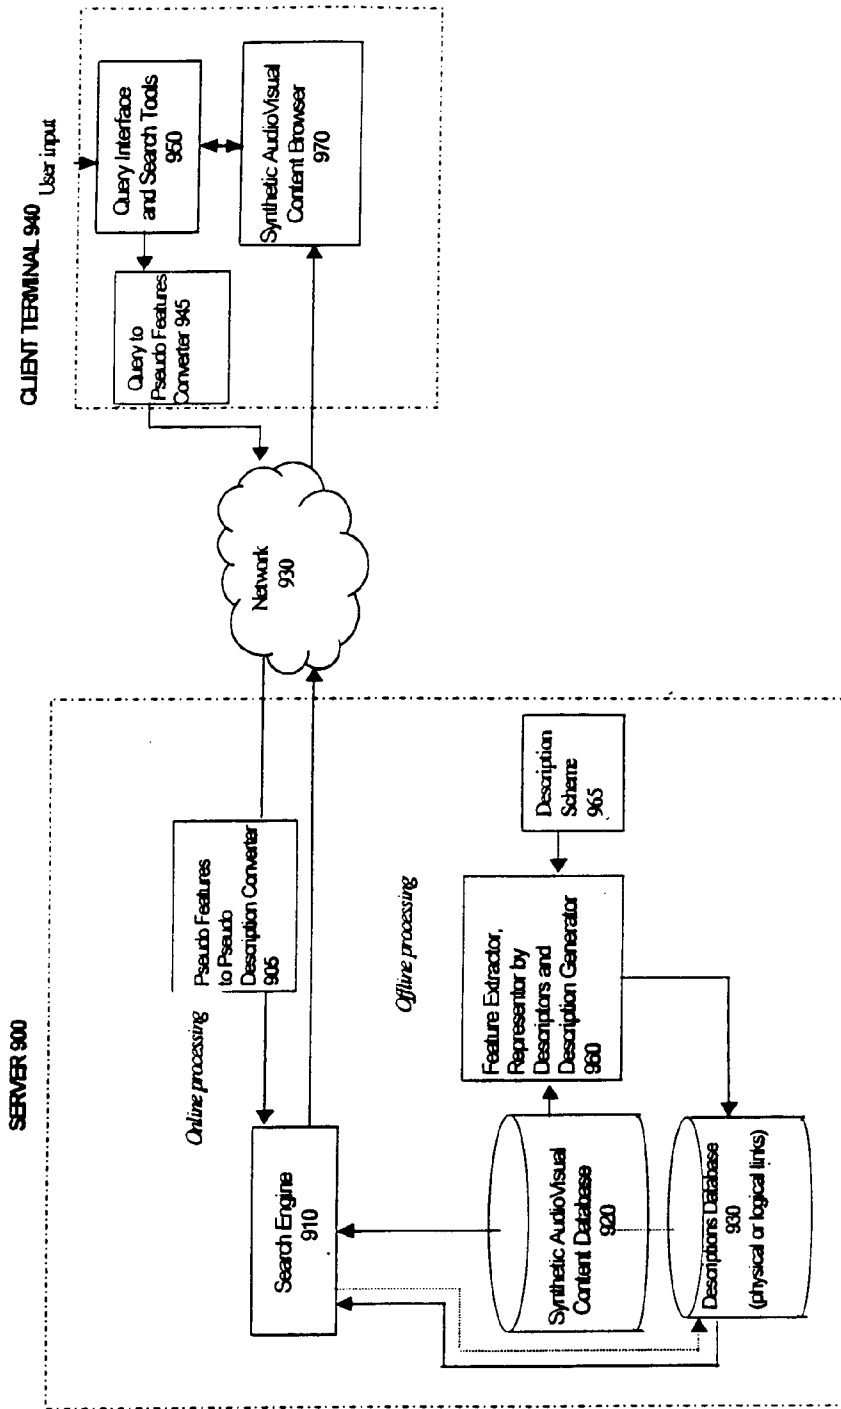 SERVER 900
Online processing
Search Engine
910
Pseudo Features
to Pseudo
Description Converter
905
Offline processing
Synthetic AudioVisual
Content Database
920
Feature Extractor,
Representor by
Descriptors and
Description Generator
960
Description
Scheme
965
Descriptions Database
930
(physical or logical links)
Network
930
CLIENT TERMINAL 940
User input
Query to
Pseudo Features
Converter 945
Query Interface
and Search Tools
950
Synthetic AudioVisual
Content Browser
970